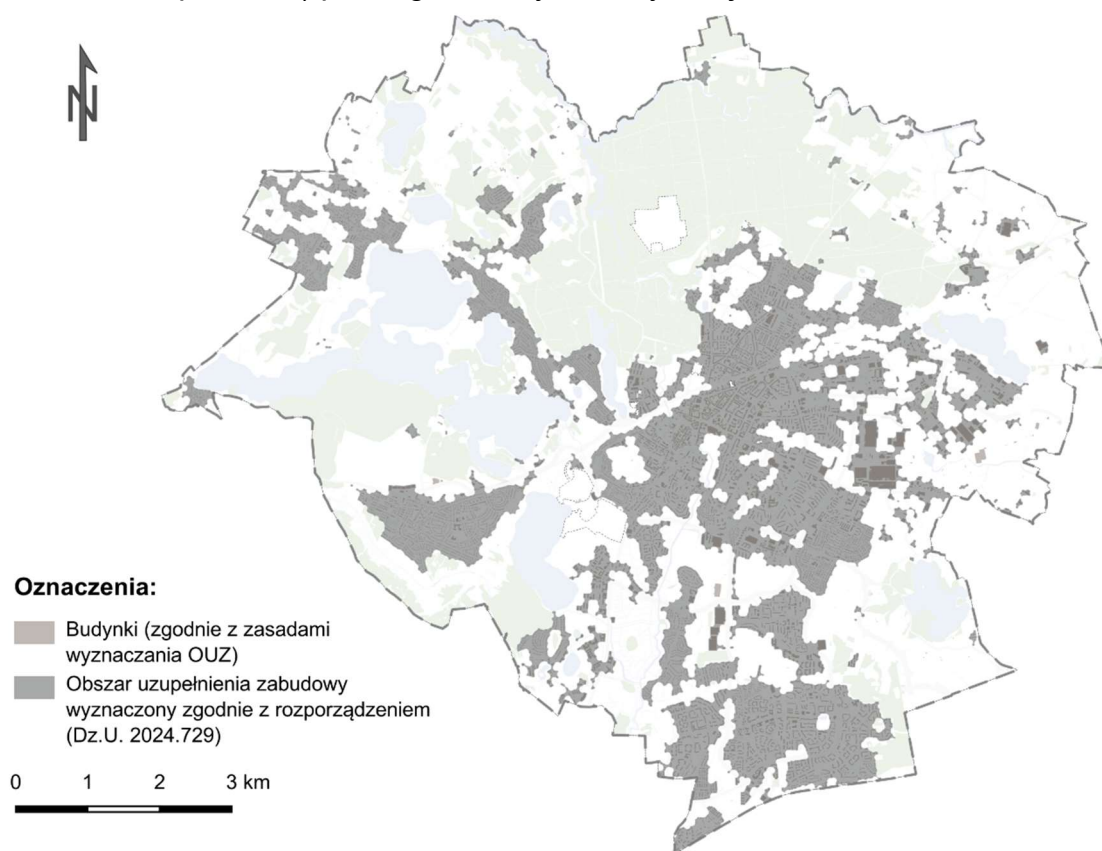 N
Oznaczenia:
Budynki (zgodnie z zasadami
wyznaczania OUZ)
Obszar uzupełnienia zabudowy
wyznaczony zgodnie z rozporządzeniem
(Dz.U. 2024.729)
0 1 2 3 km